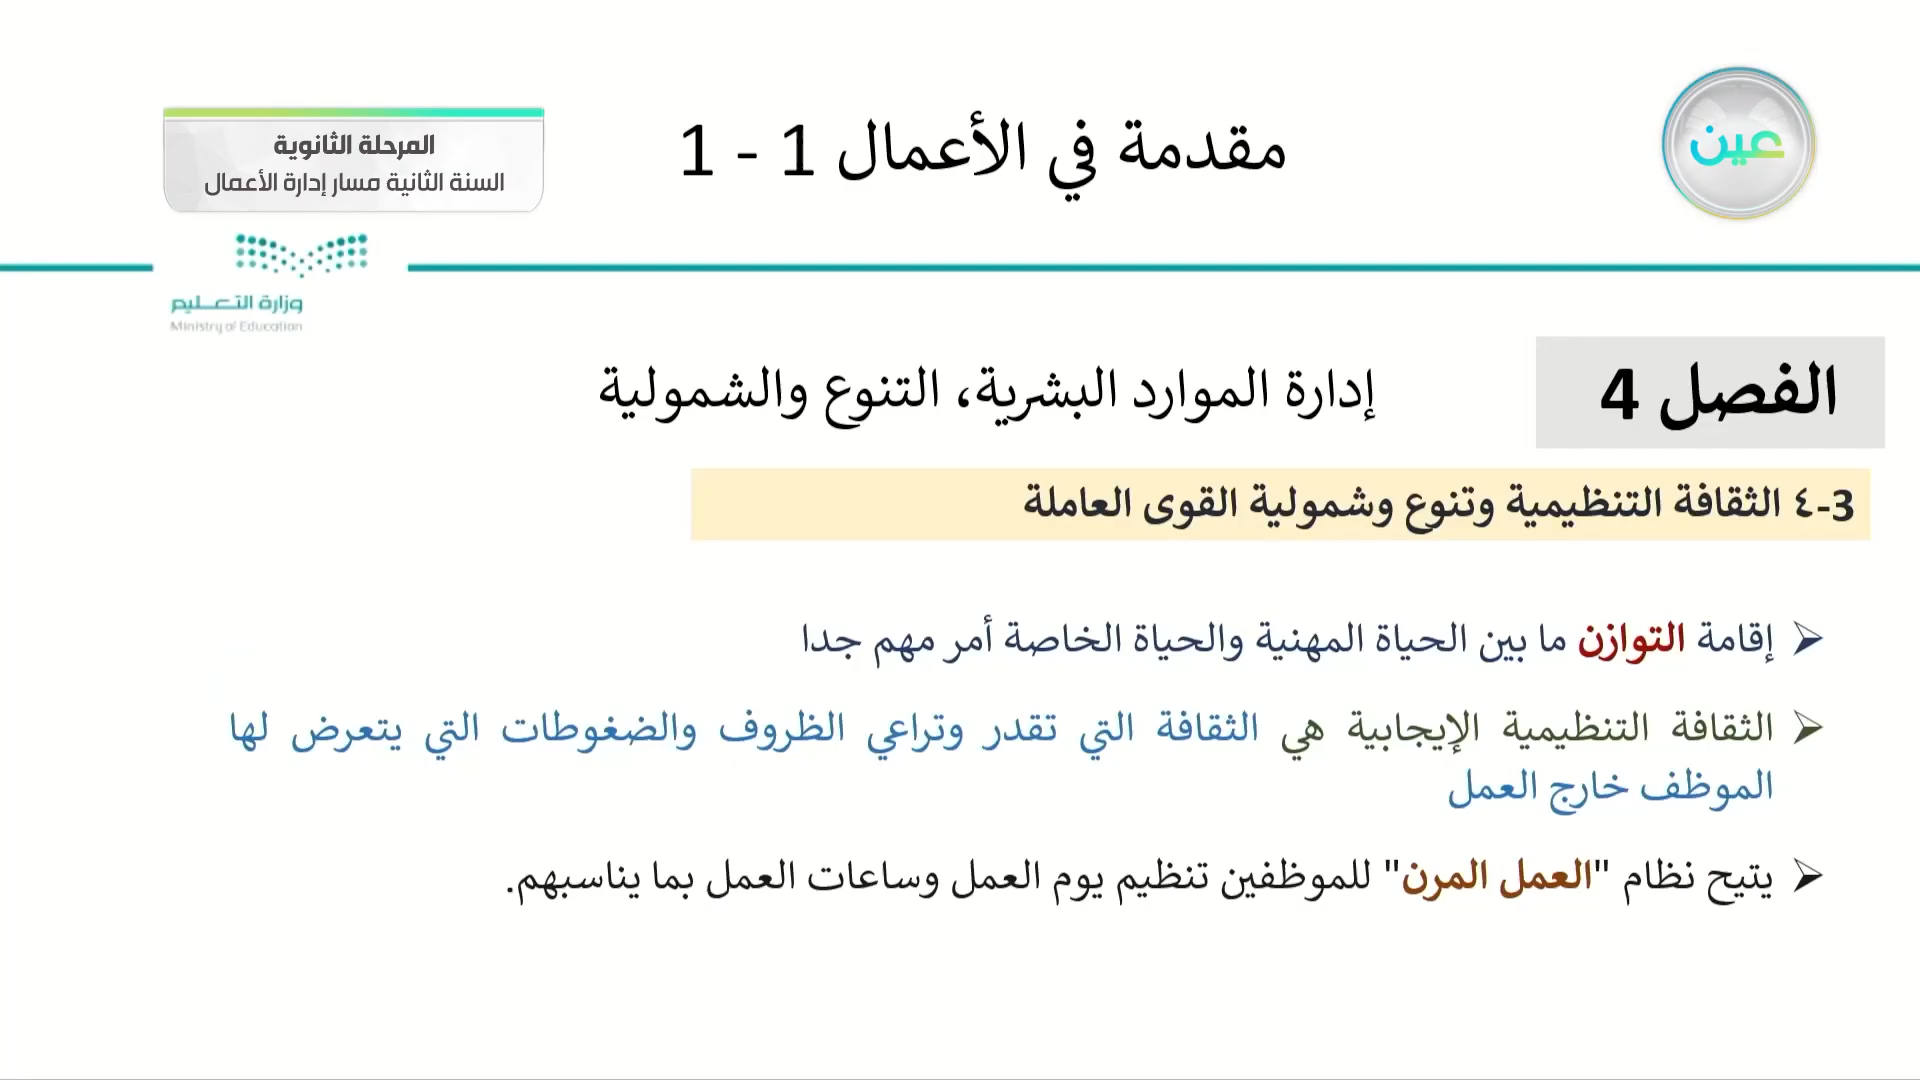 عين
مقدمة في الأعمال 1 - 1
المرحلة الثانوية
السنة الثانية مسار إدارة الأعمال
وزارة التعليم
Ministry of Education
الفصل 4
إدارة الموارد البشرية، التنوع والشمولية
3-٤ الثقافة التنظيمية وتنوع وشمولية القوى العاملة
إقامة التوازن ما بين الحياة المهنية والحياة الخاصة أمر مهم جدا
الثقافة التنظيمية الإيجابية هي الثقافة التي تقدر وتراعي الظروف والضغوطات التي يتعرض لها
الموظف خارج العمل
يتيح نظام "العمل المرن" للموظفين تنظيم يوم العمل وساعات العمل بما يناسبهم.